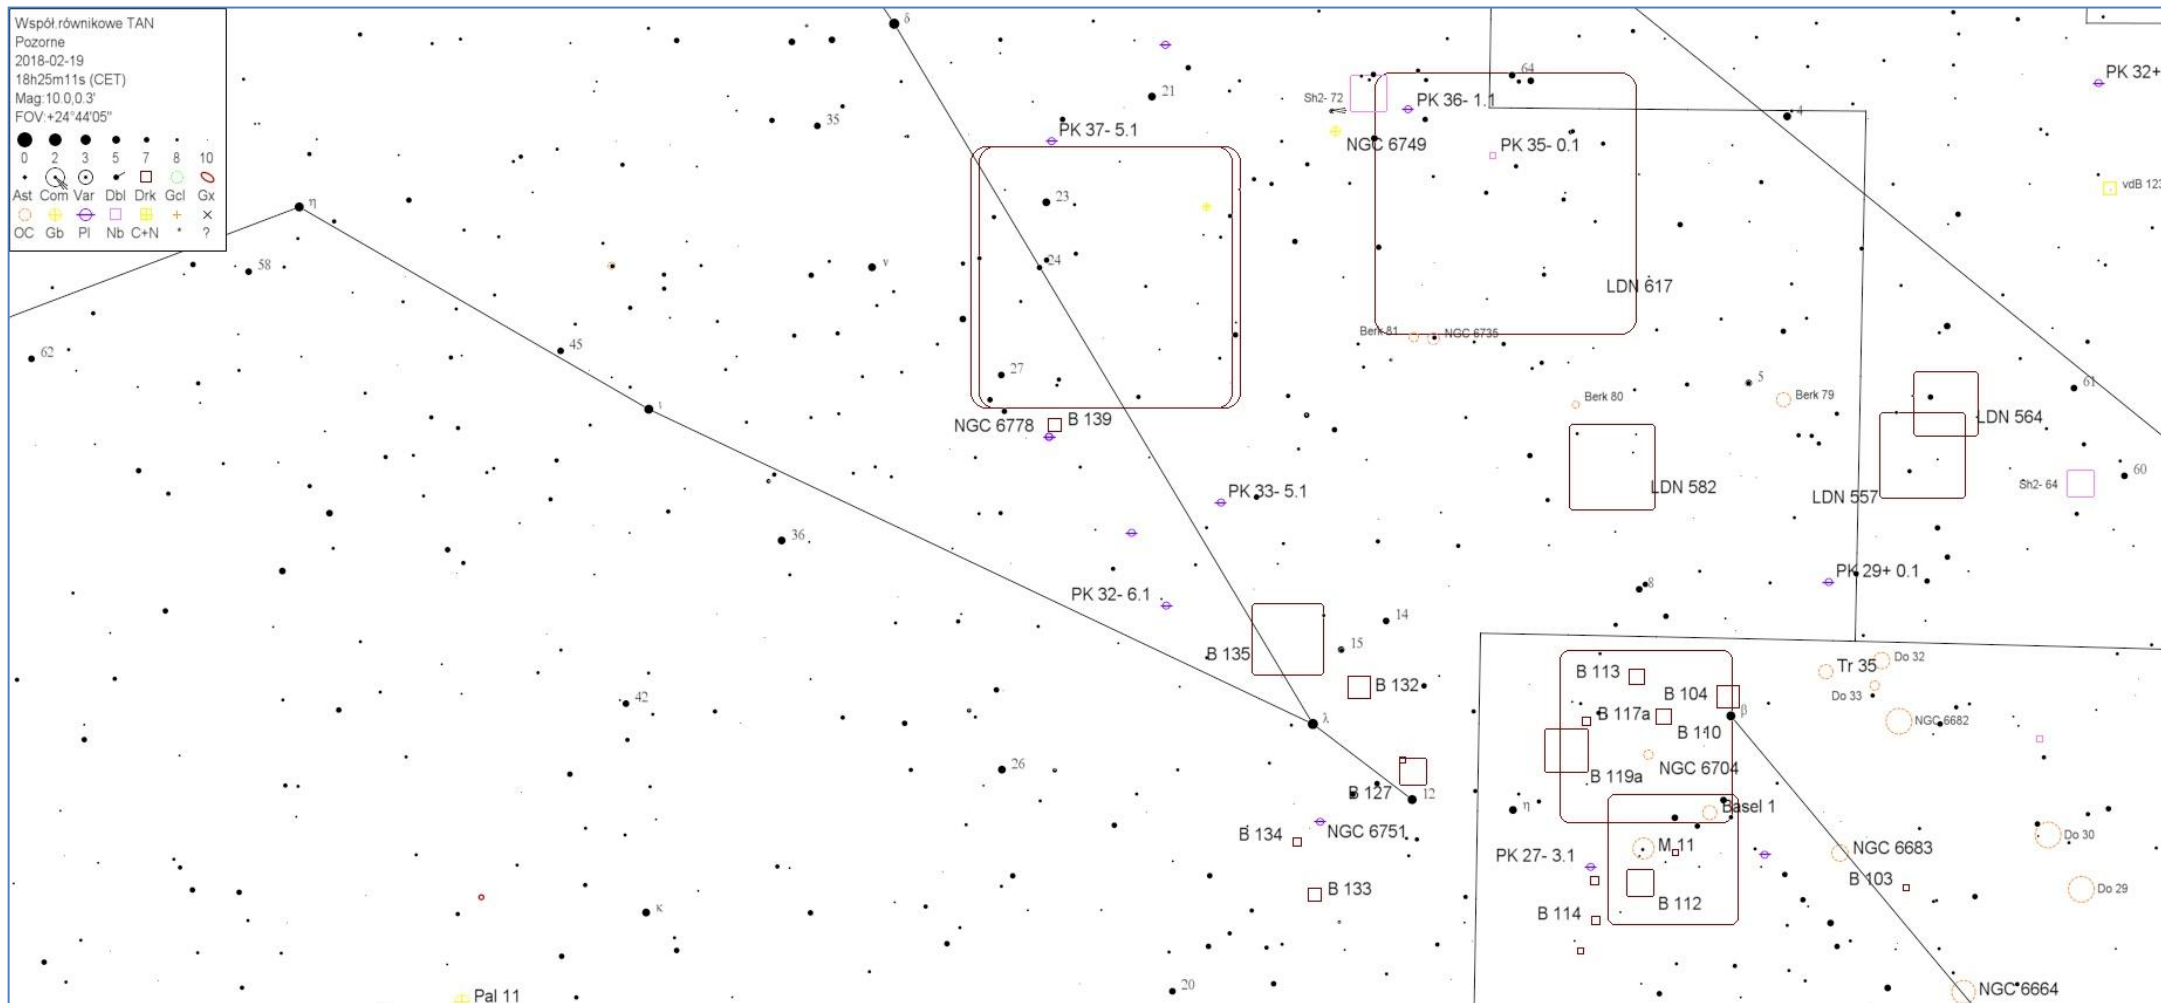 Współ.równikowe TAN
Pozorne
2018-02-19
18h25m11s (CET)
Mag:10.0,0.3'
FOV:+24°44'05"
0 2 3 5 7 8 10
Ast Com Var Dbl Drk Gcl Gx
OC Gb Pl Nb C+N * ?
δ
64
PK 32+
21
Sh2- 72
PK 36- 1.1
4
35
PK 37- 5.1
NGC 6749
PK 35- 0.1
vdB 123
23
η
24
ν
58
LDN 617
Berk 81
NGC 6735
45
62
27
5
61
Berk 80
Berk 79
ι
NGC 6778
B 139
LDN 564
60
LDN 582
Sh2- 64
PK 33- 5.1
LDN 557
36
PK 29+ 0.1
8
PK 32- 6.1
14
15
B 135
Do 32
B 113
Tr 35
B 132
B 104
Do 33
42
B 117a
β
λ
NGC 6682
B 110
26
NGC 6704
B 119a
B 127
12
η
Basel 1
NGC 6751
B 134
Do 30
M 11
NGC 6683
PK 27- 3.1
B 103
B 133
Do 29
B 112
κ
B 114
20
NGC 6664
Pal 11